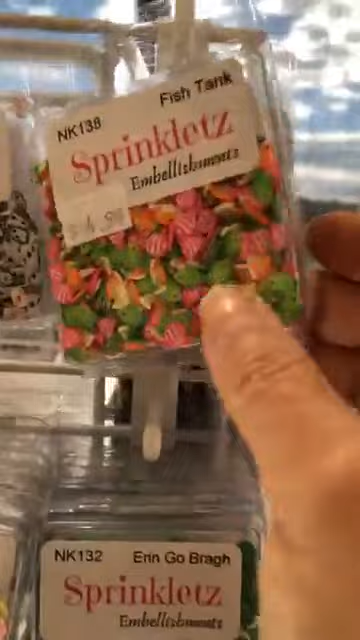 NK138 Fish Tank
Sprinkletz
Embellishments
NK132 Erin Go Bragh
Sprinkletz
Embellishments